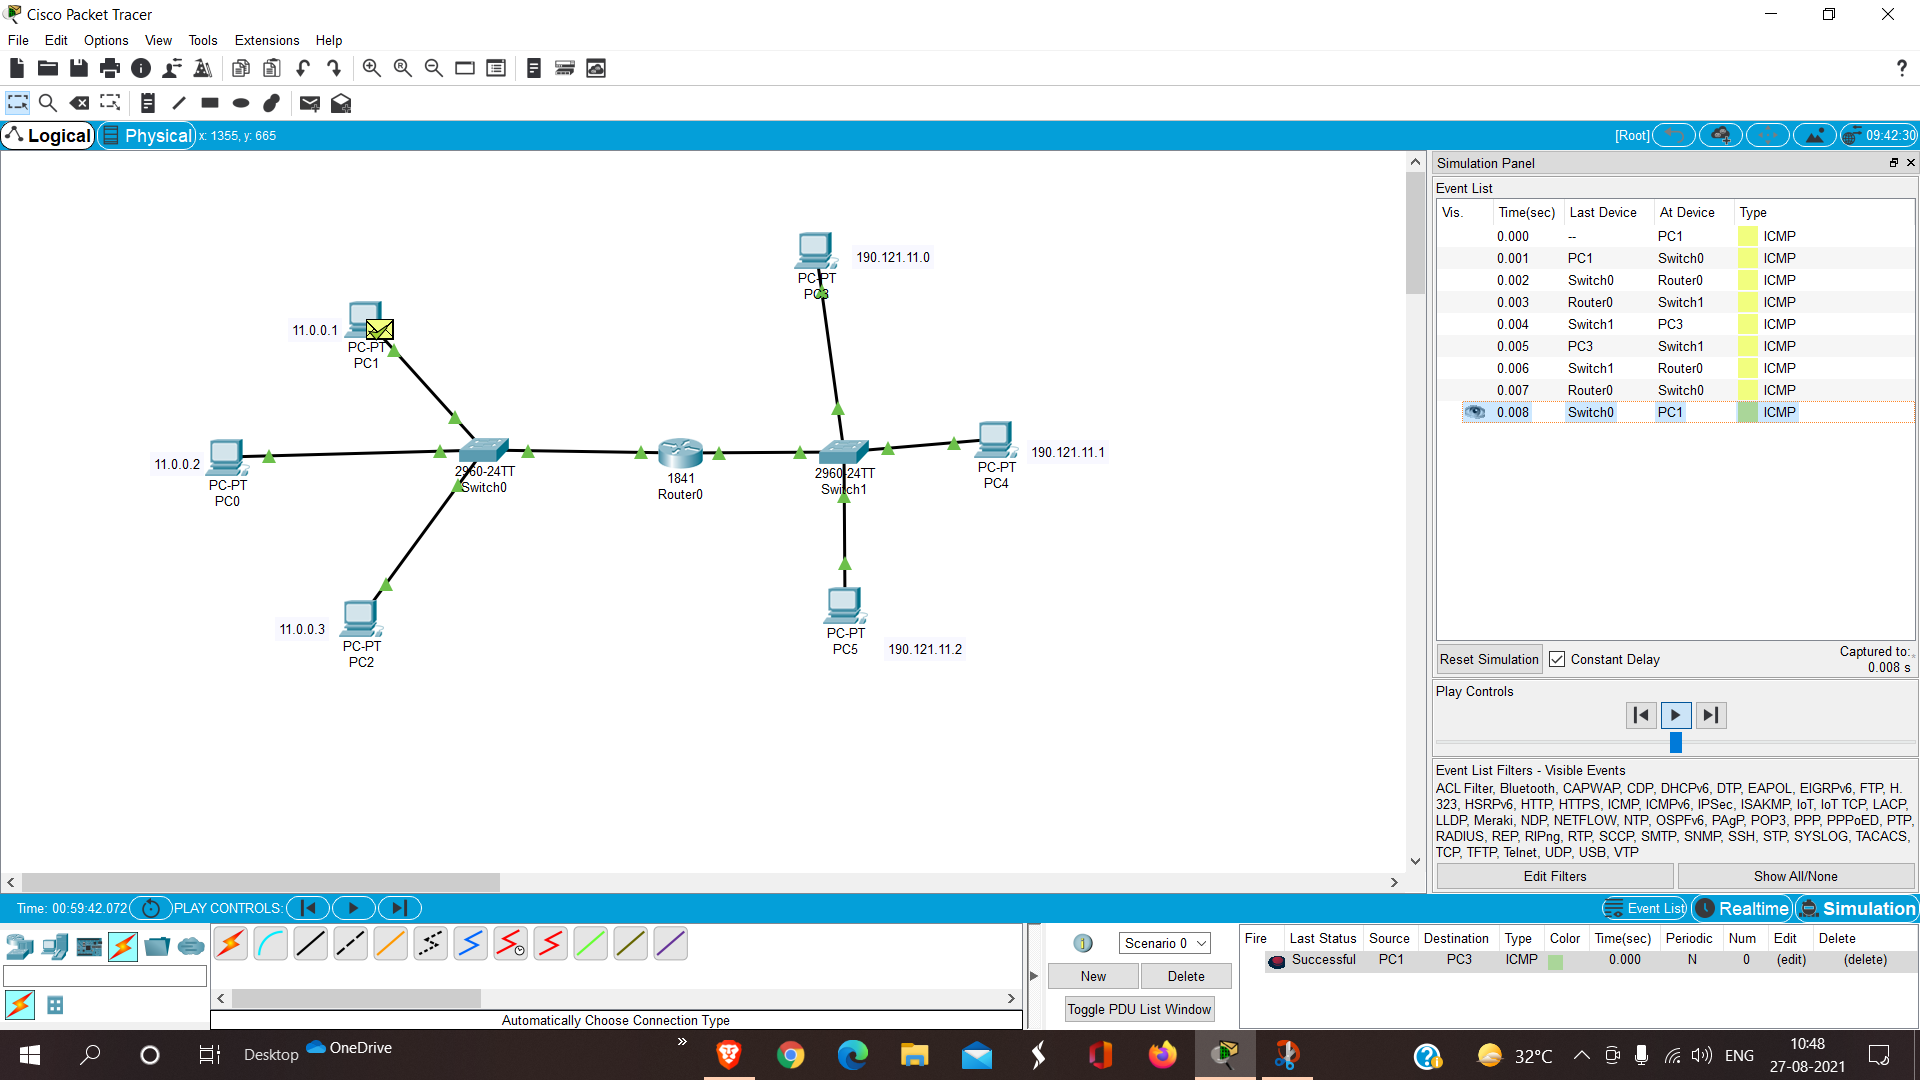 Cisco Packet Tracer
File Edit Options View Tools Extensions Help
Logical Physical x: 1355, y: 665
[Root] 09:42:30
190.121.11.0
PC-PT
PC3
11.0.0.1
PC-PT
PC1
11.0.0.2
PC-PT
PC0
2960-24TT
Switch0
1841
Router0
2960-24TT
Switch1
PC-PT
PC4
190.121.11.1
11.0.0.3
PC-PT
PC2
PC-PT
PC5
190.121.11.2
Simulation Panel
Event List
Vis. Time(sec) Last Device At Device Type
0.000 -- PC1 ICMP
0.001 PC1 Switch0 ICMP
0.002 Switch0 Router0 ICMP
0.003 Router0 Switch1 ICMP
0.004 Switch1 PC3 ICMP
0.005 PC3 Switch1 ICMP
0.006 Switch1 Router0 ICMP
0.007 Router0 Switch0 ICMP
0.008 Switch0 PC1 ICMP
Reset Simulation Constant Delay
Captured to:
0.008 s
Play Controls
Event List Filters - Visible Events
ACL Filter, Bluetooth, CAPWAP, CDP, DHCPv6, DTP, EAPOL, EIGRPv6, FTP, H.
323, HSRPv6, HTTP, HTTPS, ICMP, ICMPv6, IPSec, ISAKMP, IoT, IoT TCP, LACP,
LLDP, Meraki, NDP, NETFLOW, NTP, OSPFv6, PAgP, POP3, PPP, PPPoED, PTP,
RADIUS, REP, RIPng, RTP, SCCP, SMTP, SNMP, SSH, STP, SYSLOG, TACACS,
TCP, TFTP, Telnet, UDP, USB, VTP
Edit Filters Show All/None
Time: 00:59:42.072 PLAY CONTROLS:
Event List Realtime Simulation
Scenario 0
New Delete
Toggle PDU List Window
Fire Last Status Source Destination Type Color Time(sec) Periodic Num Edit Delete
Successful PC1 PC3 ICMP 0.000 N 0 (edit) (delete)
Automatically Choose Connection Type
Desktop OneDrive
32°C ENG
10:48
27-08-2021